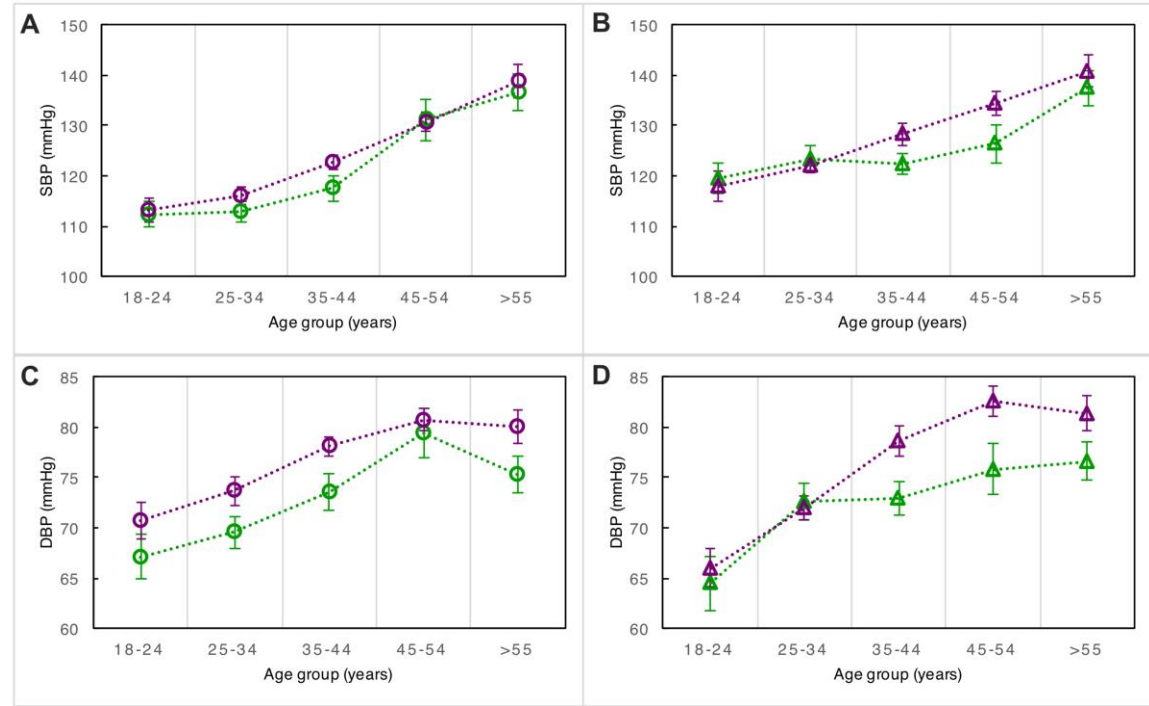 A
SBP (mmHg)
150
140
130
120
110
100
18-24 25-34 35-44 45-54 >55
Age group (years)
B
SBP (mmHg)
150
140
130
120
110
100
18-24 25-34 35-44 45-54 >55
Age group (years)
C
DBP (mmHg)
85
80
75
70
65
60
18-24 25-34 35-44 45-54 >55
Age group (years)
D
DBP (mmHg)
85
80
75
70
65
60
18-24 25-34 35-44 45-54 >55
Age group (years)